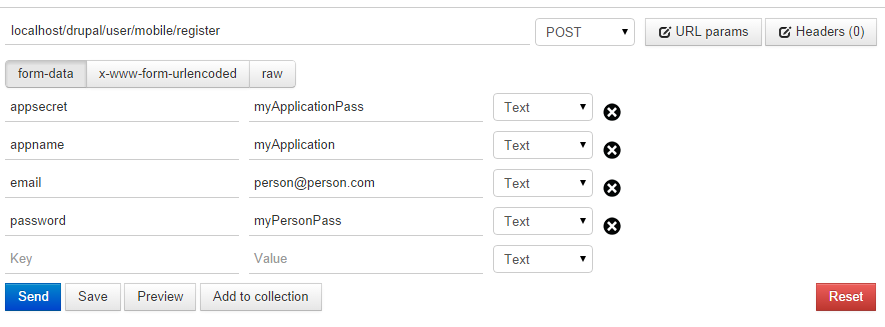 localhost/drupal/user/mobile/register POST URL params Headers (0)
form-data x-www-form-urlencoded raw
appsecret myApplicationPass Text
appname myApplication Text
email person@person.com Text
password myPersonPass Text
Key Value Text
Send Save Preview Add to collection Reset